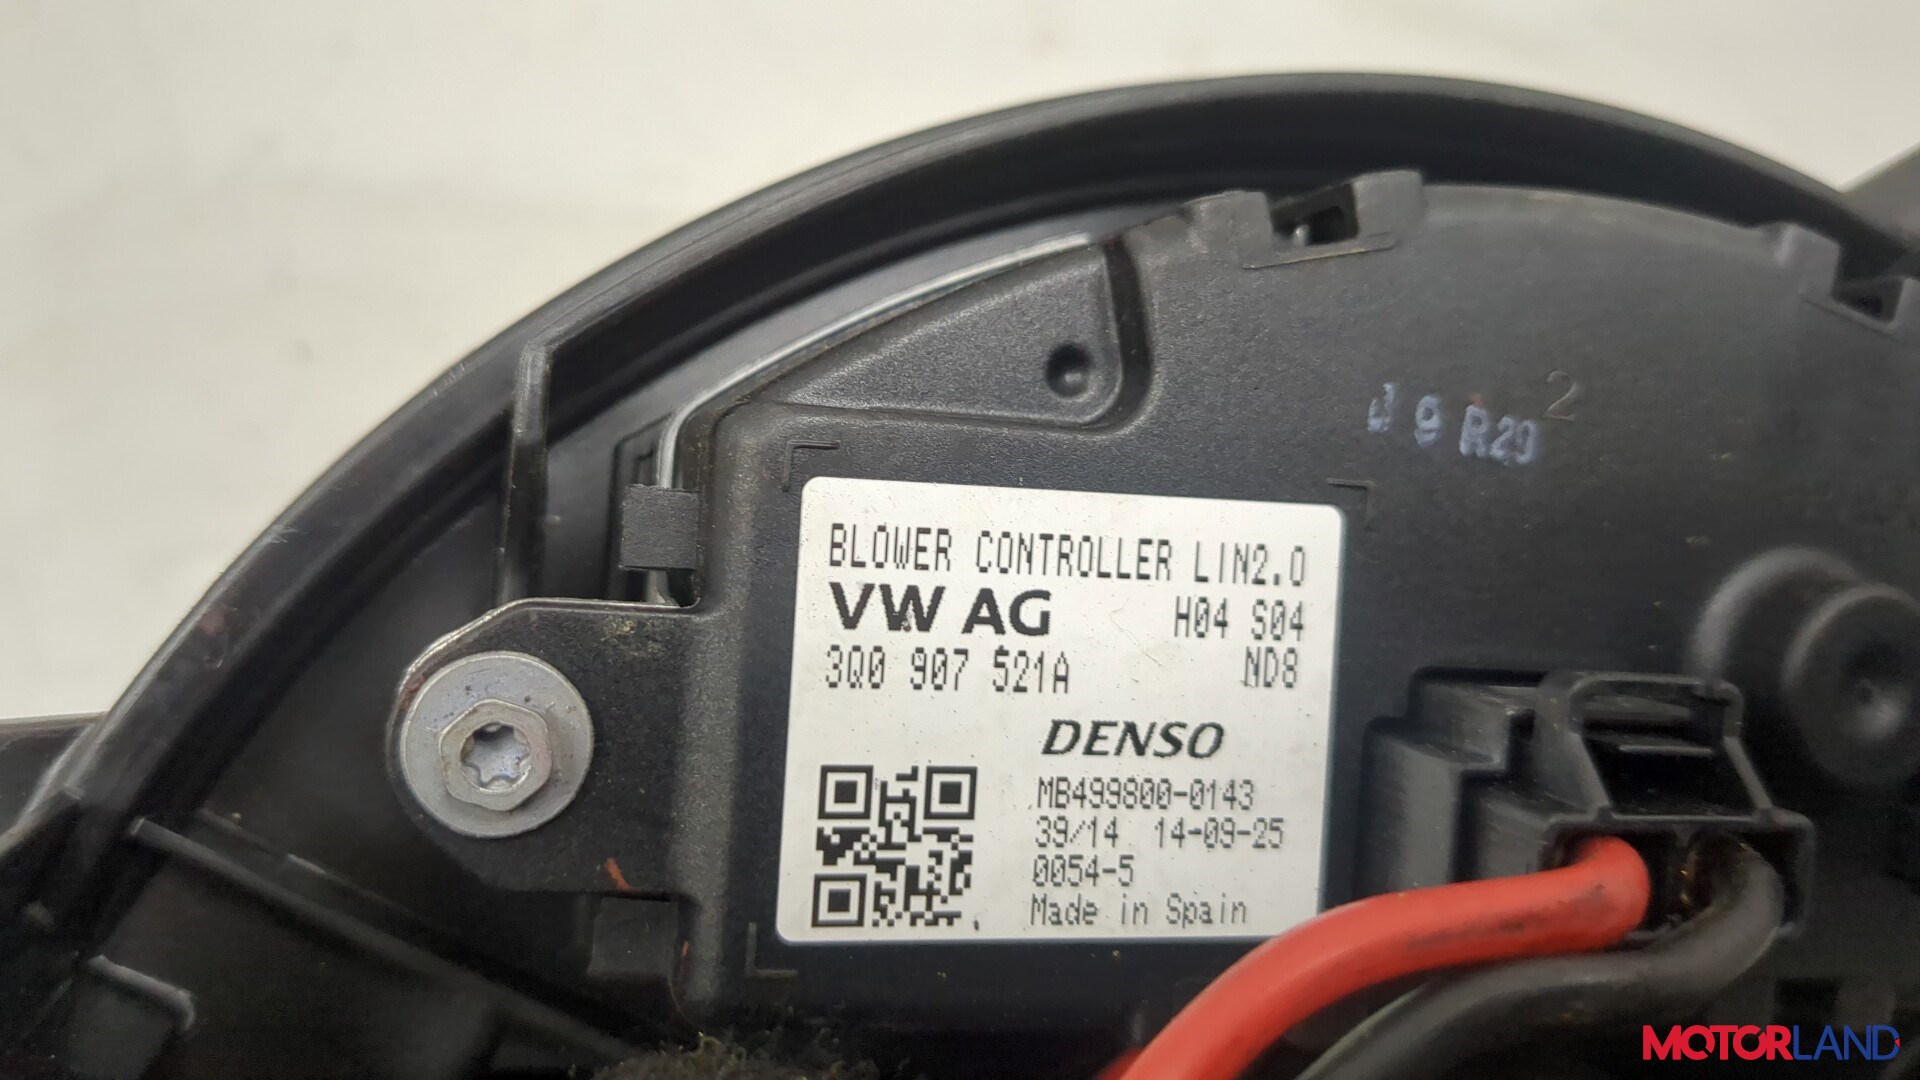 2
9 R20
BLOWER CONTROLLER LIN2.0
VW AG H04 S04
3Q0 907 521A ND8
DENSO
MB499800-0143
39/14 14-09-25
0054-5
Made in Spain
MOTORLAND